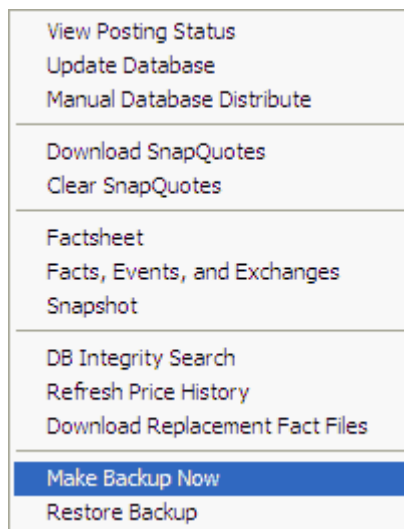 View Posting Status
Update Database
Manual Database Distribute
Download SnapQuotes
Clear SnapQuotes
Factsheet
Facts, Events, and Exchanges
Snapshot
DB Integrity Search
Refresh Price History
Download Replacement Fact Files
Make Backup Now
Restore Backup